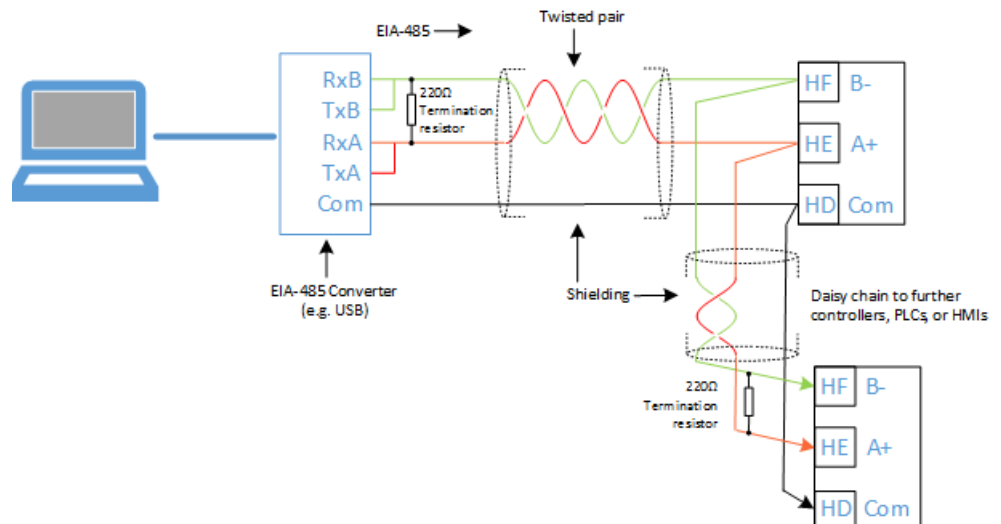 EIA-485
Twisted pair
RxB
TxB
RxA
TxA
Com
220Ω
Termination
resistor
HF B-
HE A+
HD Com
EIA-485 Converter
(e.g. USB)
Shielding
Daisy chain to further
controllers, PLCs, or HMIs
220Ω
Termination
resistor
HF B-
HE A+
HD Com